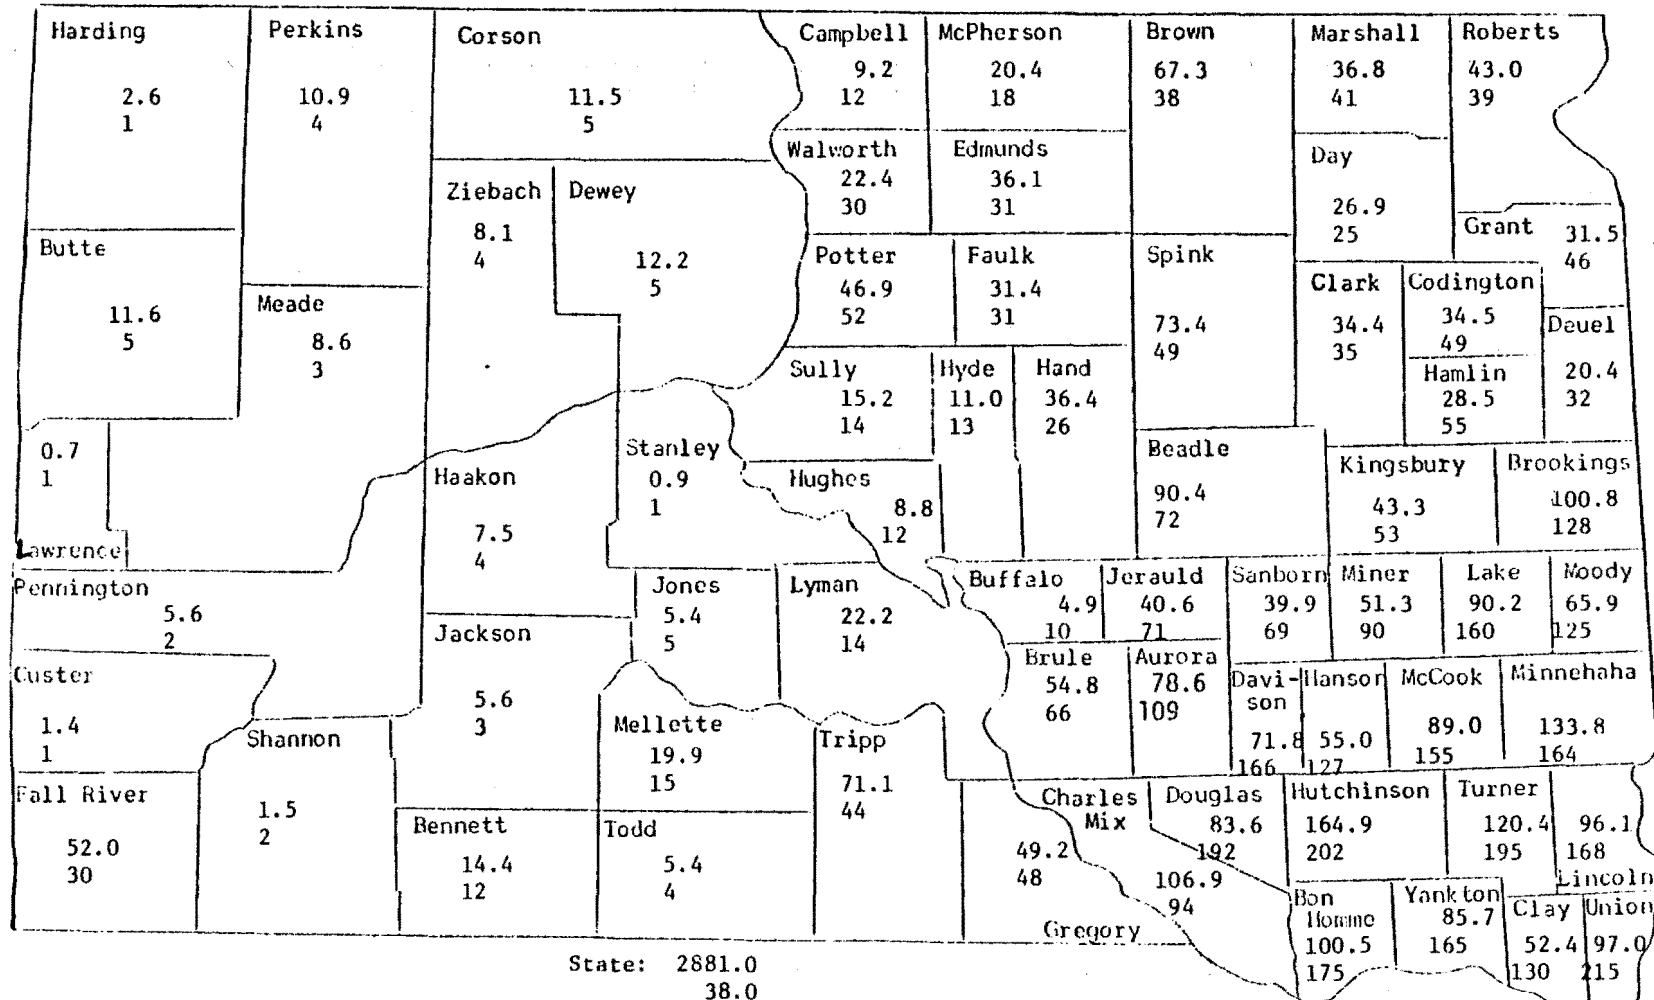 Harding
2.6
1
Perkins
10.9
4
Corson
11.5
5
Campbell
9.2
12
McPherson
20.4
18
Brown
67.3
38
Marshall
36.8
41
Roberts
43.0
39
Walworth
22.4
30
Edmunds
36.1
31
Day
26.9
25
Grant
31.5
46
Ziebach
8.1
4
Dewey
12.2
5
Butte
11.6
5
Meade
8.6
3
Potter
46.9
52
Faulk
31.4
31
Spink
73.4
49
Clark
34.4
35
Codington
34.5
49
Hamlin
28.5
55
Deuel
20.4
32
Sully
15.2
14
Hyde
11.0
13
Hand
36.4
26
0.7
1
Lawrence
Haakon
7.5
4
Stanley
0.9
1
Hughes
8.8
12
Beadle
90.4
72
Kingsbury
43.3
53
Brookings
100.8
128
Pennington
5.6
2
Jackson
5.6
3
Jones
5.4
5
Lyman
22.2
14
Buffalo
4.9
10
Jerauld
40.6
71
Sanborn
39.9
69
Miner
51.3
90
Lake
90.2
160
Moody
65.9
125
Custer
1.4
1
Brule
54.8
66
Aurora
78.6
109
Davi-
son
71.8
166
Hanson
55.0
127
McCook
89.0
155
Minnehaha
133.8
164
Shannon
1.5
2
Mellette
19.9
15
Tripp
71.1
44
Fall River
52.0
30
Bennett
14.4
12
Todd
5.4
4
49.2
48
Gregory
Charles
Mix
106.9
94
Douglas
83.6
192
Hutchinson
164.9
202
Turner
120.4
195
96.1
168
Lincoln
Bon
Homme
100.5
175
Yankton
85.7
165
Clay
52.4
130
Union
97.0
215
State: 2881.0
38.0